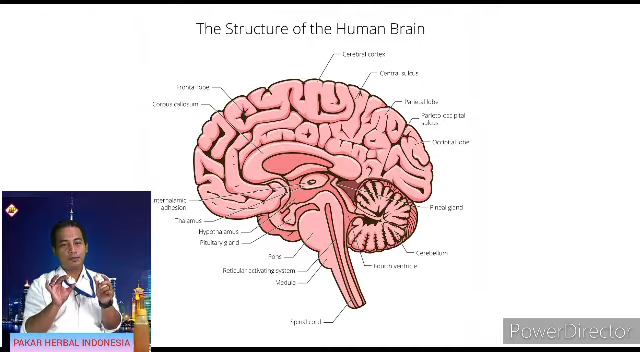 The Structure of the Human Brain
Cerebral cortex
Central sulcus
Frontal lobe
Corpus callosum
Parietal lobe
Parieto-occipital
sulcus
Occipital lobe
Interthalamic
adhesion
Pineal gland
Thalamus
Hypothalamus
Pituitary gland
Cerebellum
Pons
Fourth ventricle
Reticular activating system
Medula
Spinal cord
PAKAR HERBAL INDONESIA
PowerDirector